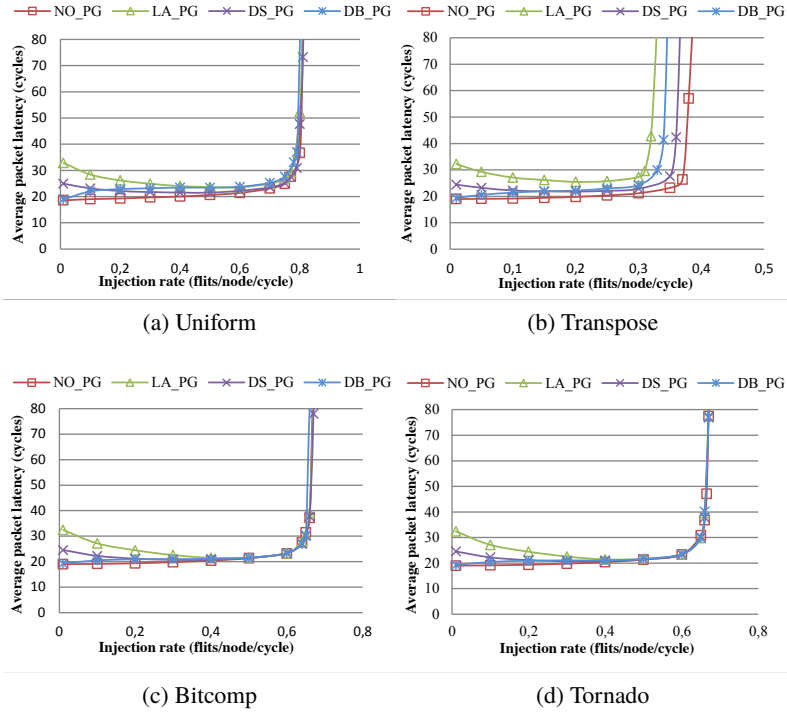 NO_PG LA_PG DS_PG DB_PG
Average packet latency (cycles)
80
70
60
50
40
30
20
10
0
0 0,2 0,4 0,6 0,8 1
Injection rate (flits/node/cycle)
(a) Uniform
NO_PG LA_PG DS_PG DB_PG
Average packet latency (cycles)
80
70
60
50
40
30
20
10
0
0 0,1 0,2 0,3 0,4 0,5
Injection rate (flits/node/cycle)
(b) Transpose
NO_PG LA_PG DS_PG DB_PG
Average packet latency (cycles)
80
70
60
50
40
30
20
10
0
0 0,2 0,4 0,6 0,8
Injection rate (flits/node/cycle)
(c) Bitcomp
NO_PG LA_PG DS_PG DB_PG
Average packet latency (cycles)
80
70
60
50
40
30
20
10
0
0 0,2 0,4 0,6 0,8
Injection rate (flits/node/cycle)
(d) Tornado